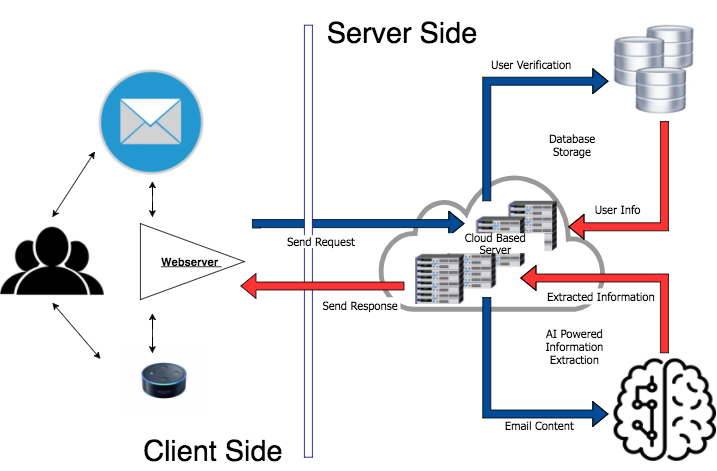 Server Side
User Verification
Database
Storage
User Info
Send Request
Cloud Based
Server
Webserver
Send Response
Extracted Information
AI Powered
Information
Extraction
Email Content
Client Side